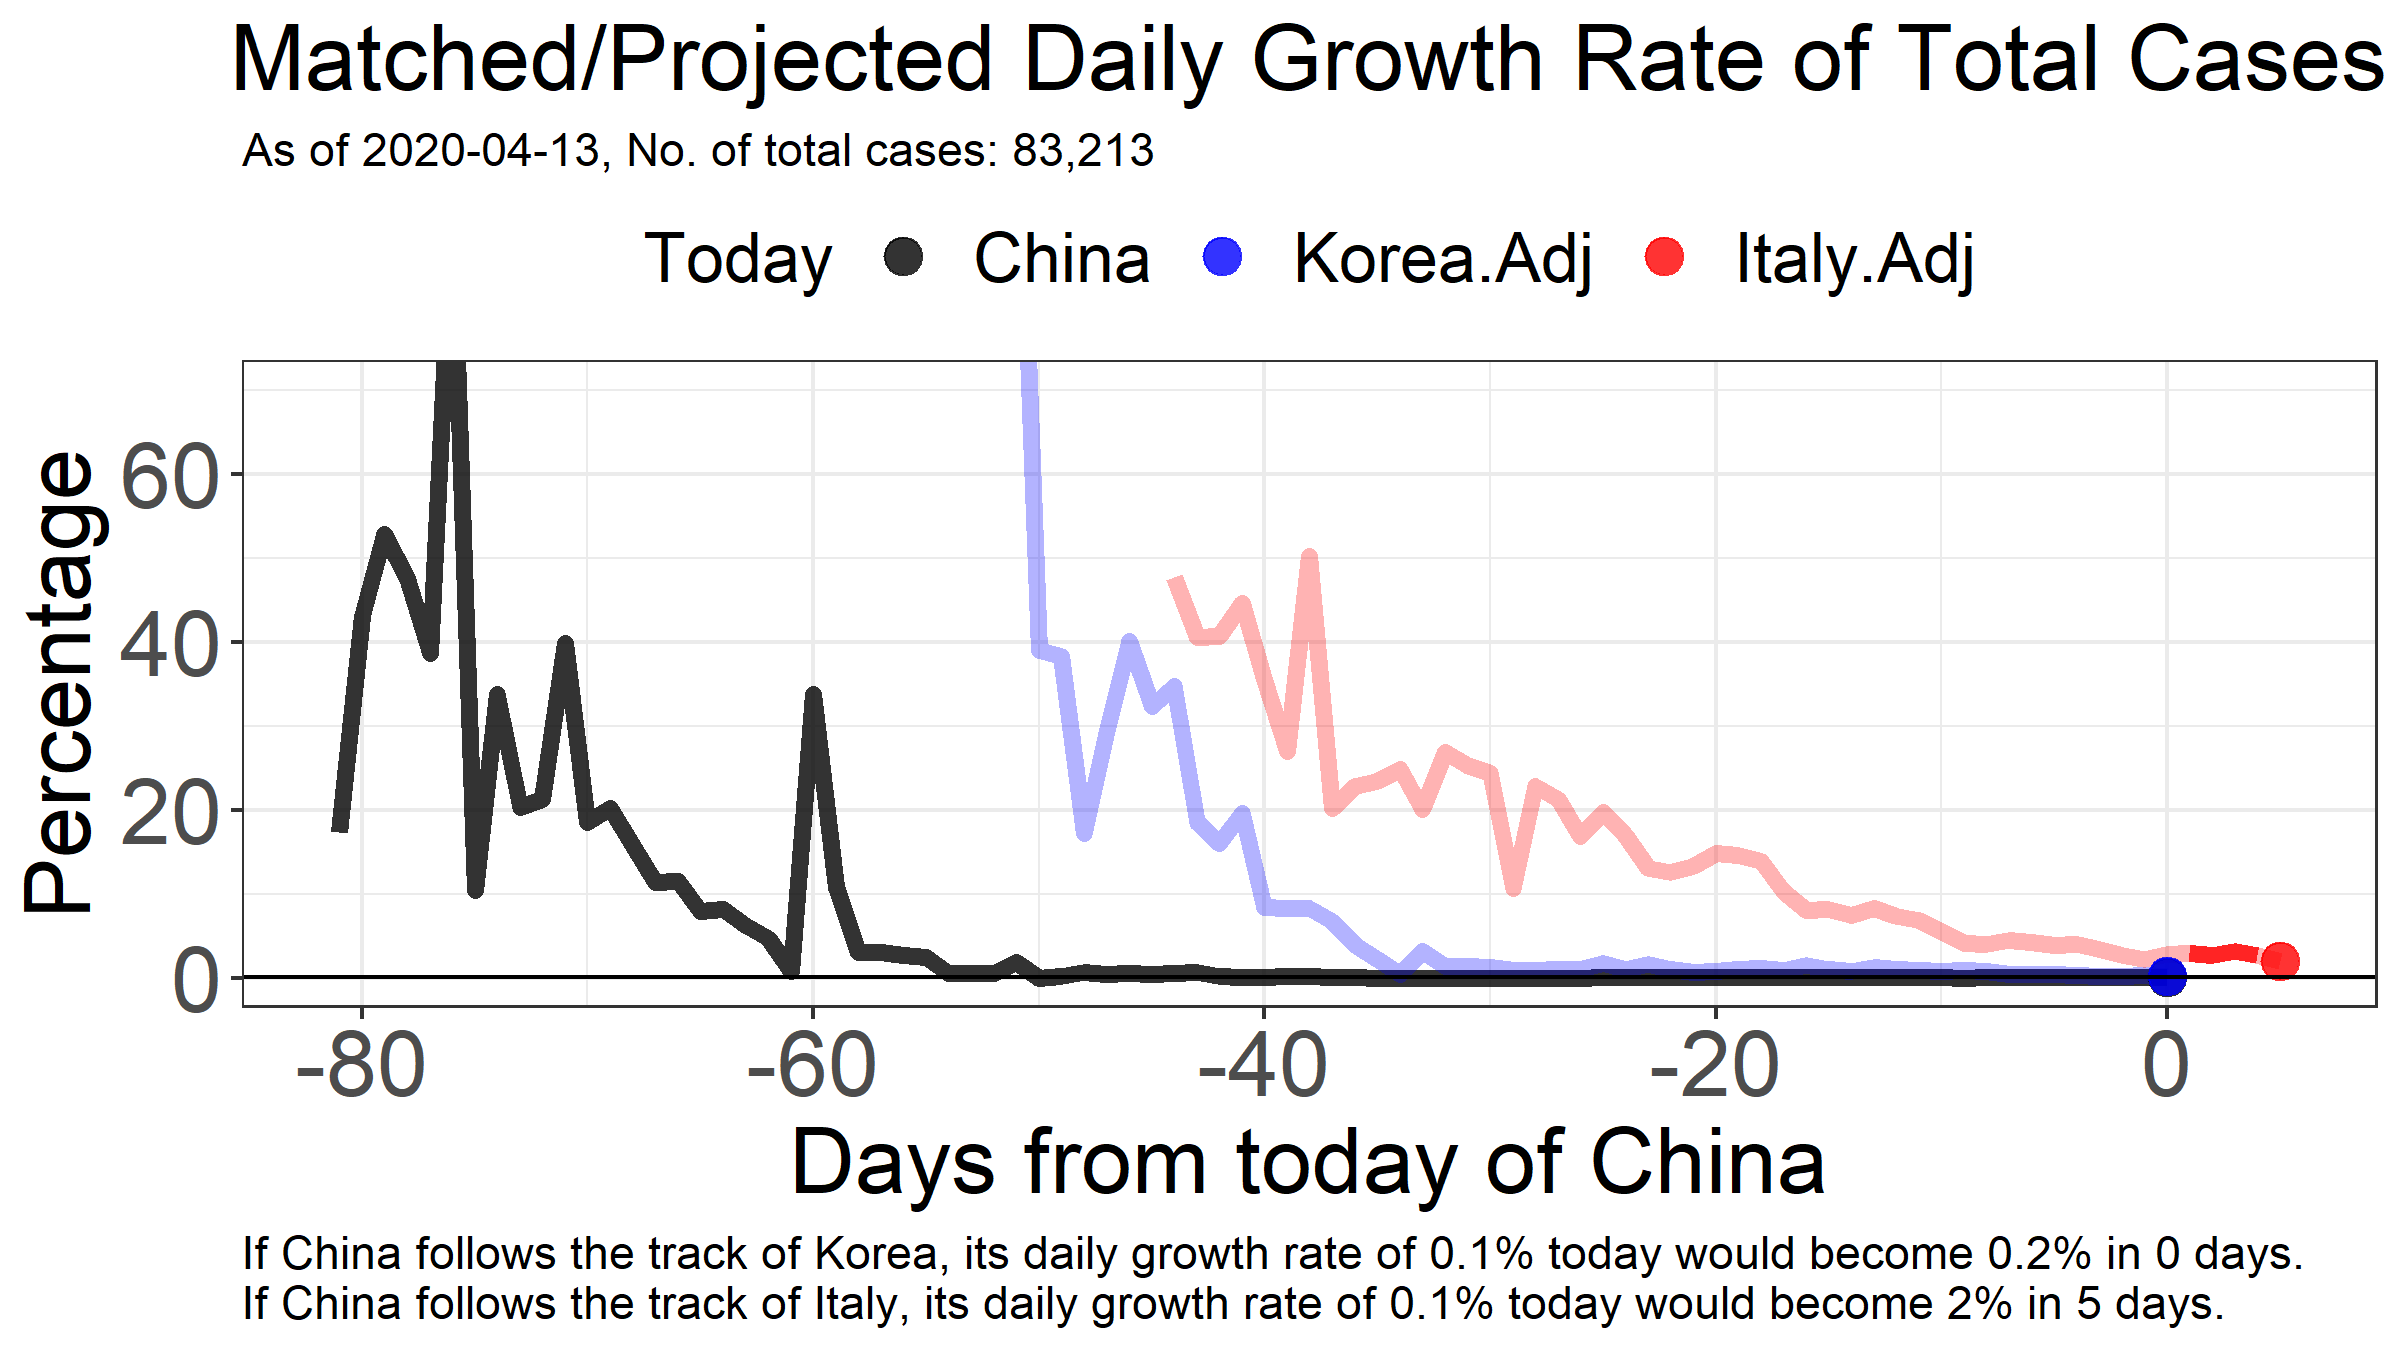 Matched/Projected Daily Growth Rate of Total Cases
As of 2020-04-13, No. of total cases: 83,213
Today China Korea.Adj Italy.Adj
Percentage
60
40
20
0
-80 -60 -40 -20 0
Days from today of China
If China follows the track of Korea, its daily growth rate of 0.1% today would become 0.2% in 0 days.
If China follows the track of Italy, its daily growth rate of 0.1% today would become 2% in 5 days.